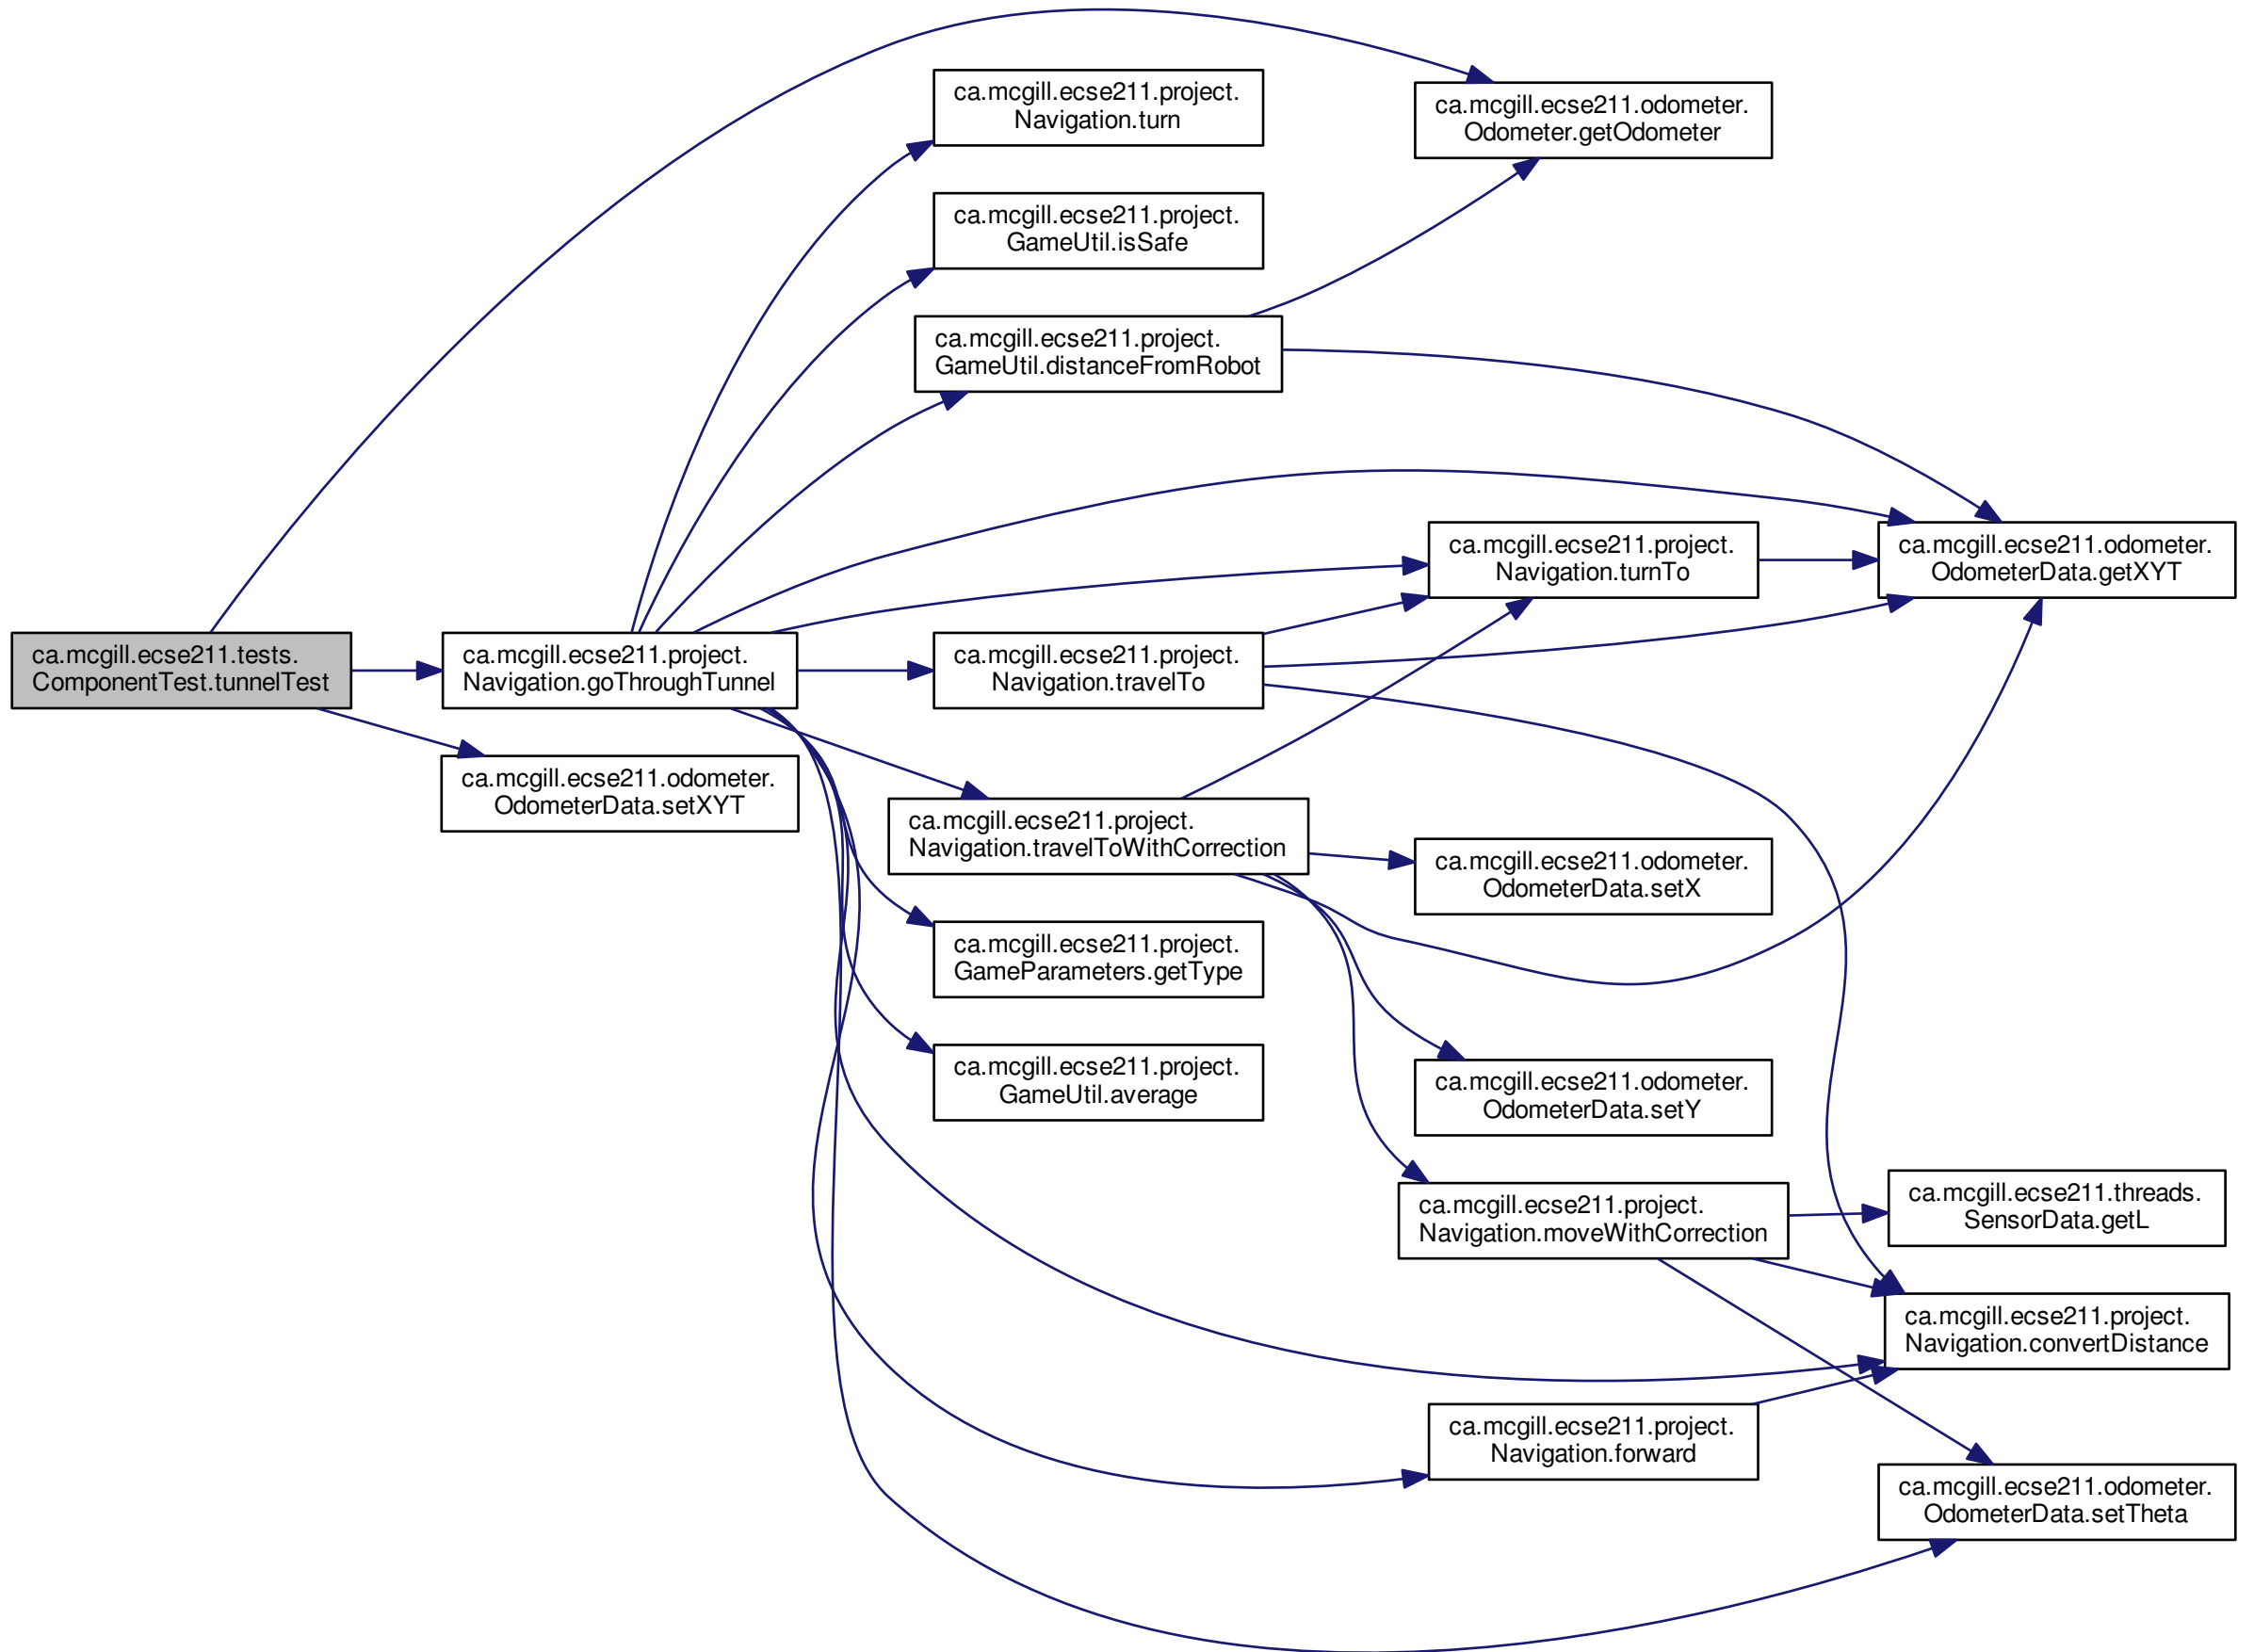 ca.mcgill.ecse211.tests.
ComponentTest.tunnelTest
ca.mcgill.ecse211.project.
Navigation.goThroughTunnel
ca.mcgill.ecse211.odometer.
OdometerData.setXYT
ca.mcgill.ecse211.project.
Navigation.turn
ca.mcgill.ecse211.project.
GameUtil.isSafe
ca.mcgill.ecse211.project.
GameUtil.distanceFromRobot
ca.mcgill.ecse211.project.
Navigation.travelTo
ca.mcgill.ecse211.project.
Navigation.travelToWithCorrection
ca.mcgill.ecse211.project.
GameParameters.getType
ca.mcgill.ecse211.project.
GameUtil.average
ca.mcgill.ecse211.odometer.
Odometer.getOdometer
ca.mcgill.ecse211.project.
Navigation.turnTo
ca.mcgill.ecse211.odometer.
OdometerData.setX
ca.mcgill.ecse211.odometer.
OdometerData.setY
ca.mcgill.ecse211.project.
Navigation.moveWithCorrection
ca.mcgill.ecse211.project.
Navigation.forward
ca.mcgill.ecse211.odometer.
OdometerData.getXYT
ca.mcgill.ecse211.threads.
SensorData.getL
ca.mcgill.ecse211.project.
Navigation.convertDistance
ca.mcgill.ecse211.odometer.
OdometerData.setTheta